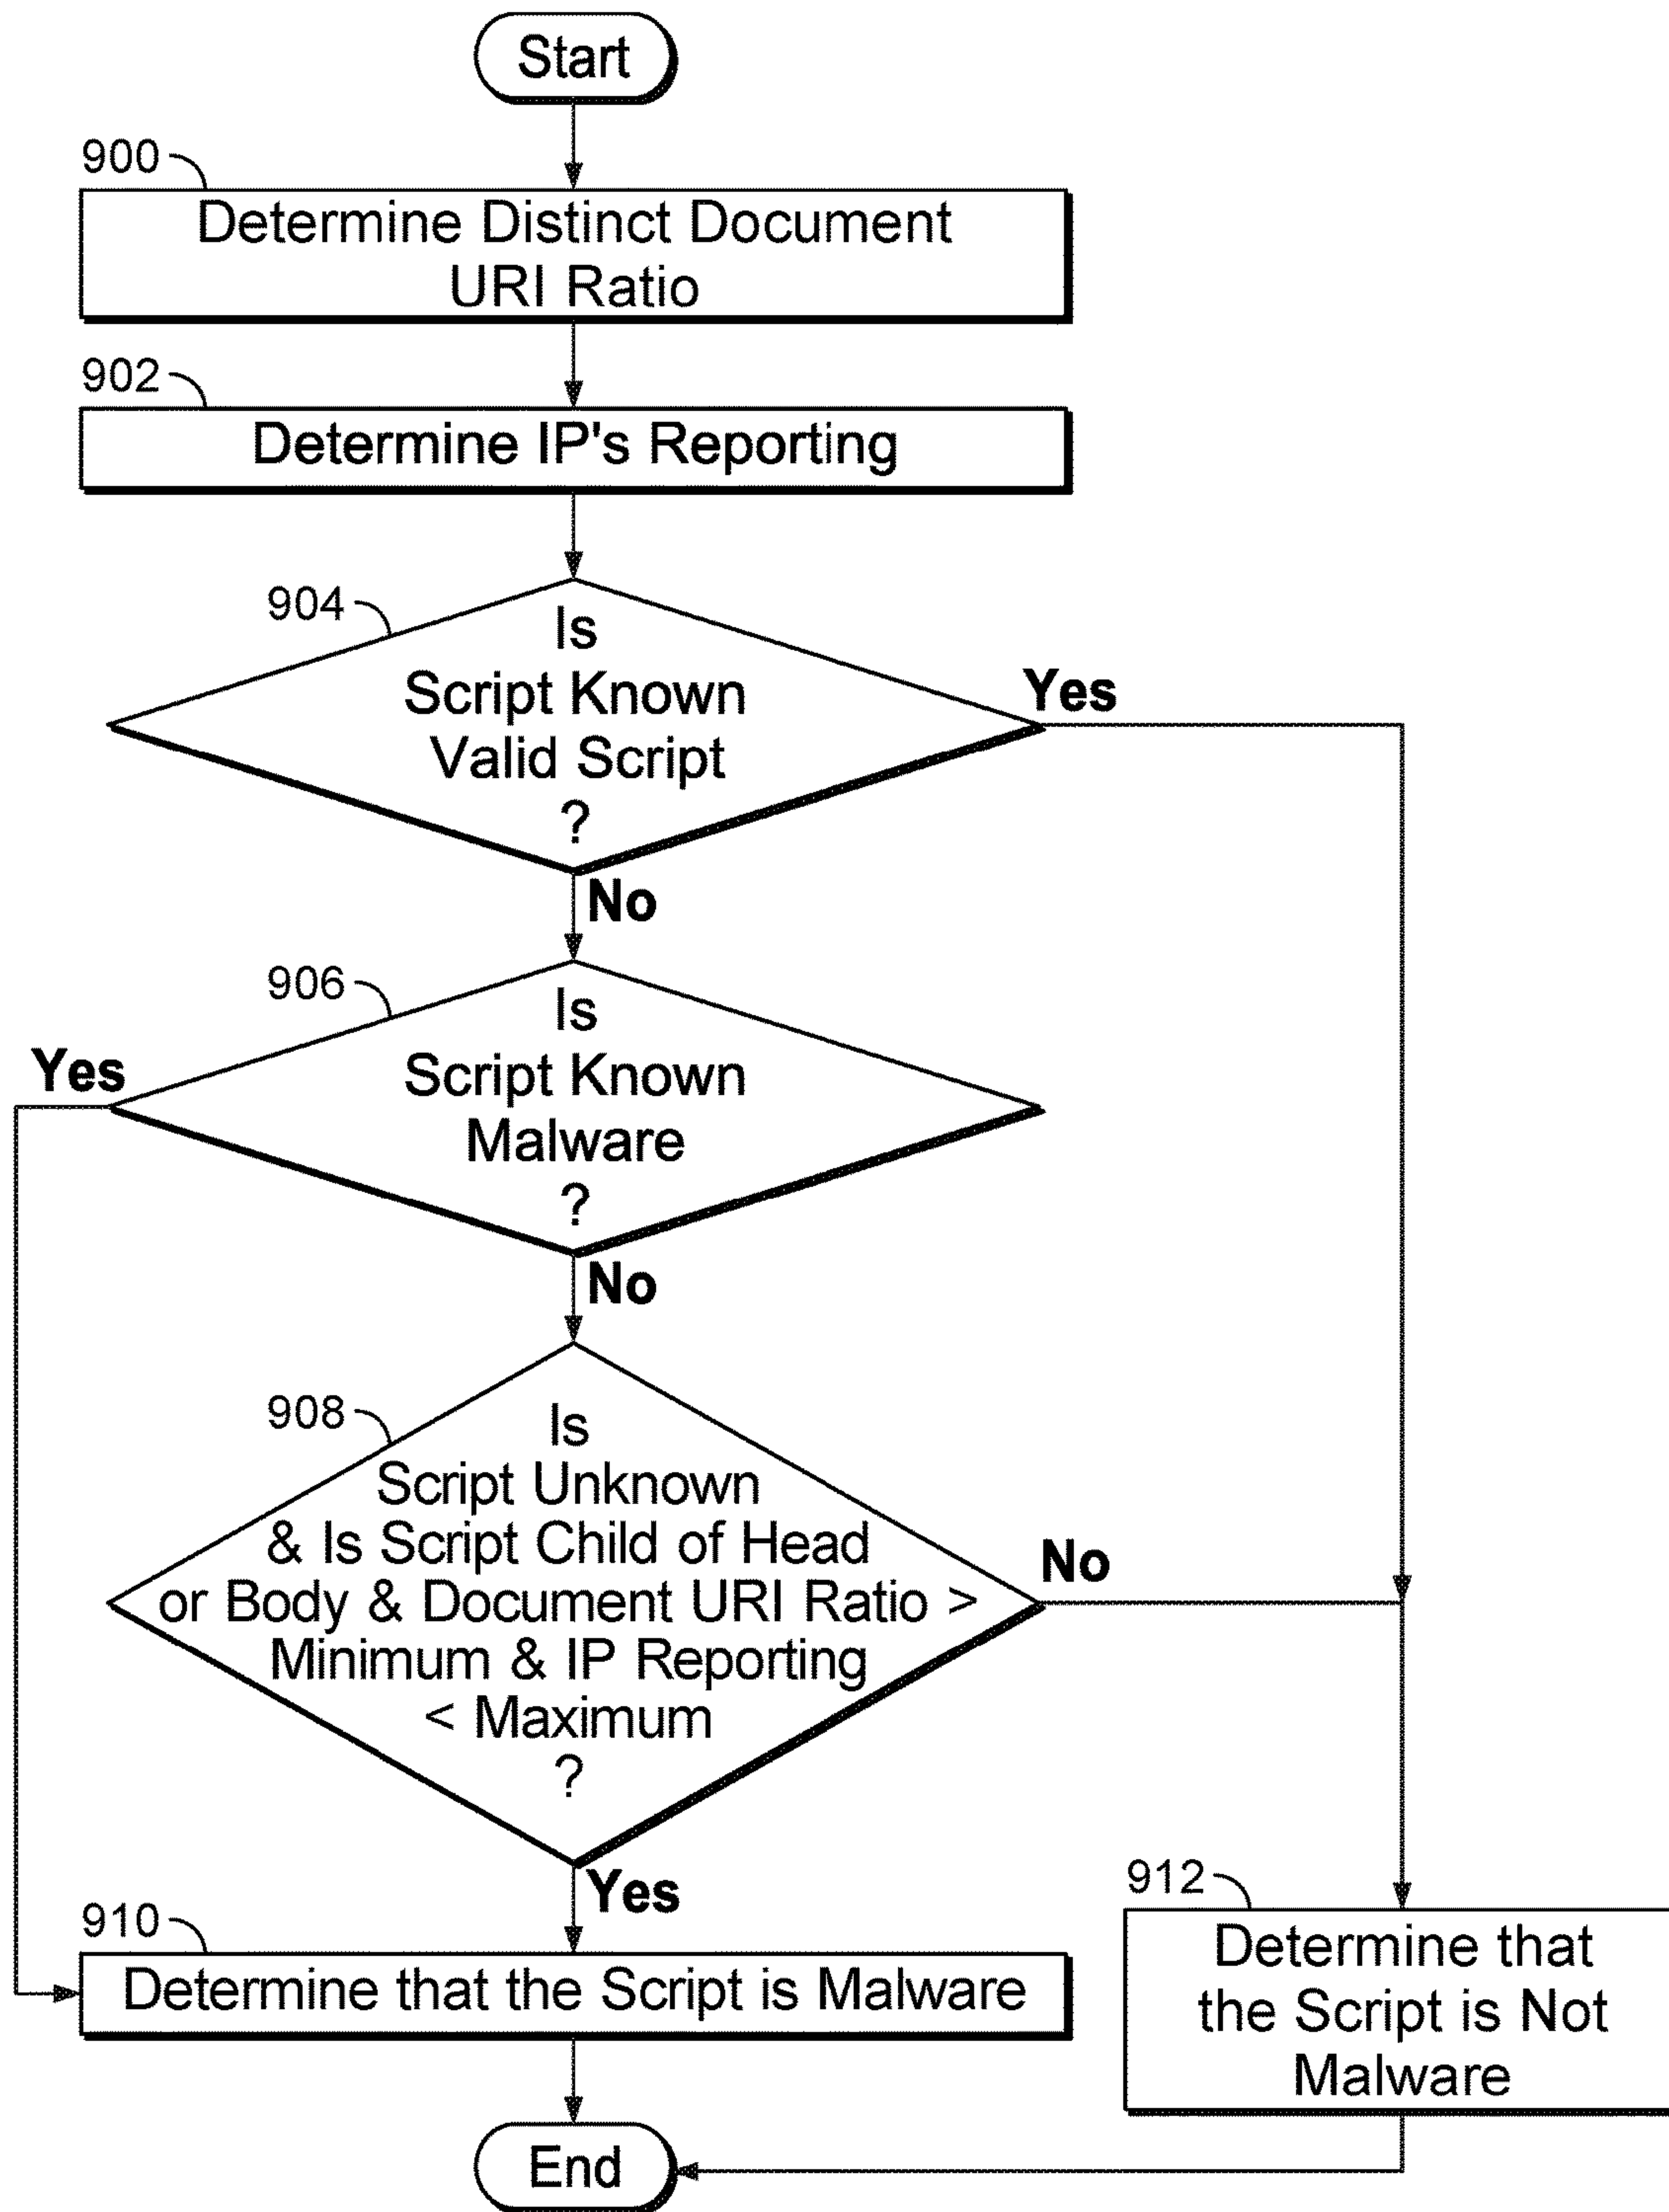 Start
900
Determine Distinct Document
URI Ratio
902
Determine IP's Reporting
904
Is
Script Known
Valid Script
?
Yes
No
906
Is
Script Known
Malware
?
Yes
No
908
Is
Script Unknown
& Is Script Child of Head
or Body & Document URI Ratio >
Minimum & IP Reporting
< Maximum
?
No
Yes
910
Determine that the Script is Malware
912
Determine that
the Script is Not
Malware
End